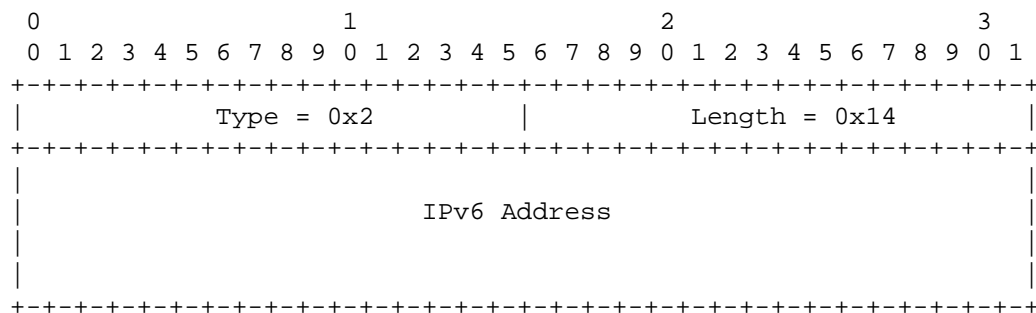 0                   1                   2                   3
0 1 2 3 4 5 6 7 8 9 0 1 2 3 4 5 6 7 8 9 0 1 2 3 4 5 6 7 8 9 0 1
+-+-+-+-+-+-+-+-+-+-+-+-+-+-+-+-+-+-+-+-+-+-+-+-+-+-+-+-+-+-+-+-+
|          Type = 0x2          |         Length = 0x14         |
+-+-+-+-+-+-+-+-+-+-+-+-+-+-+-+-+-+-+-+-+-+-+-+-+-+-+-+-+-+-+-+-+
|                                                               |
|                         IPv6 Address                          |
|                                                               |
|                                                               |
+-+-+-+-+-+-+-+-+-+-+-+-+-+-+-+-+-+-+-+-+-+-+-+-+-+-+-+-+-+-+-+-+